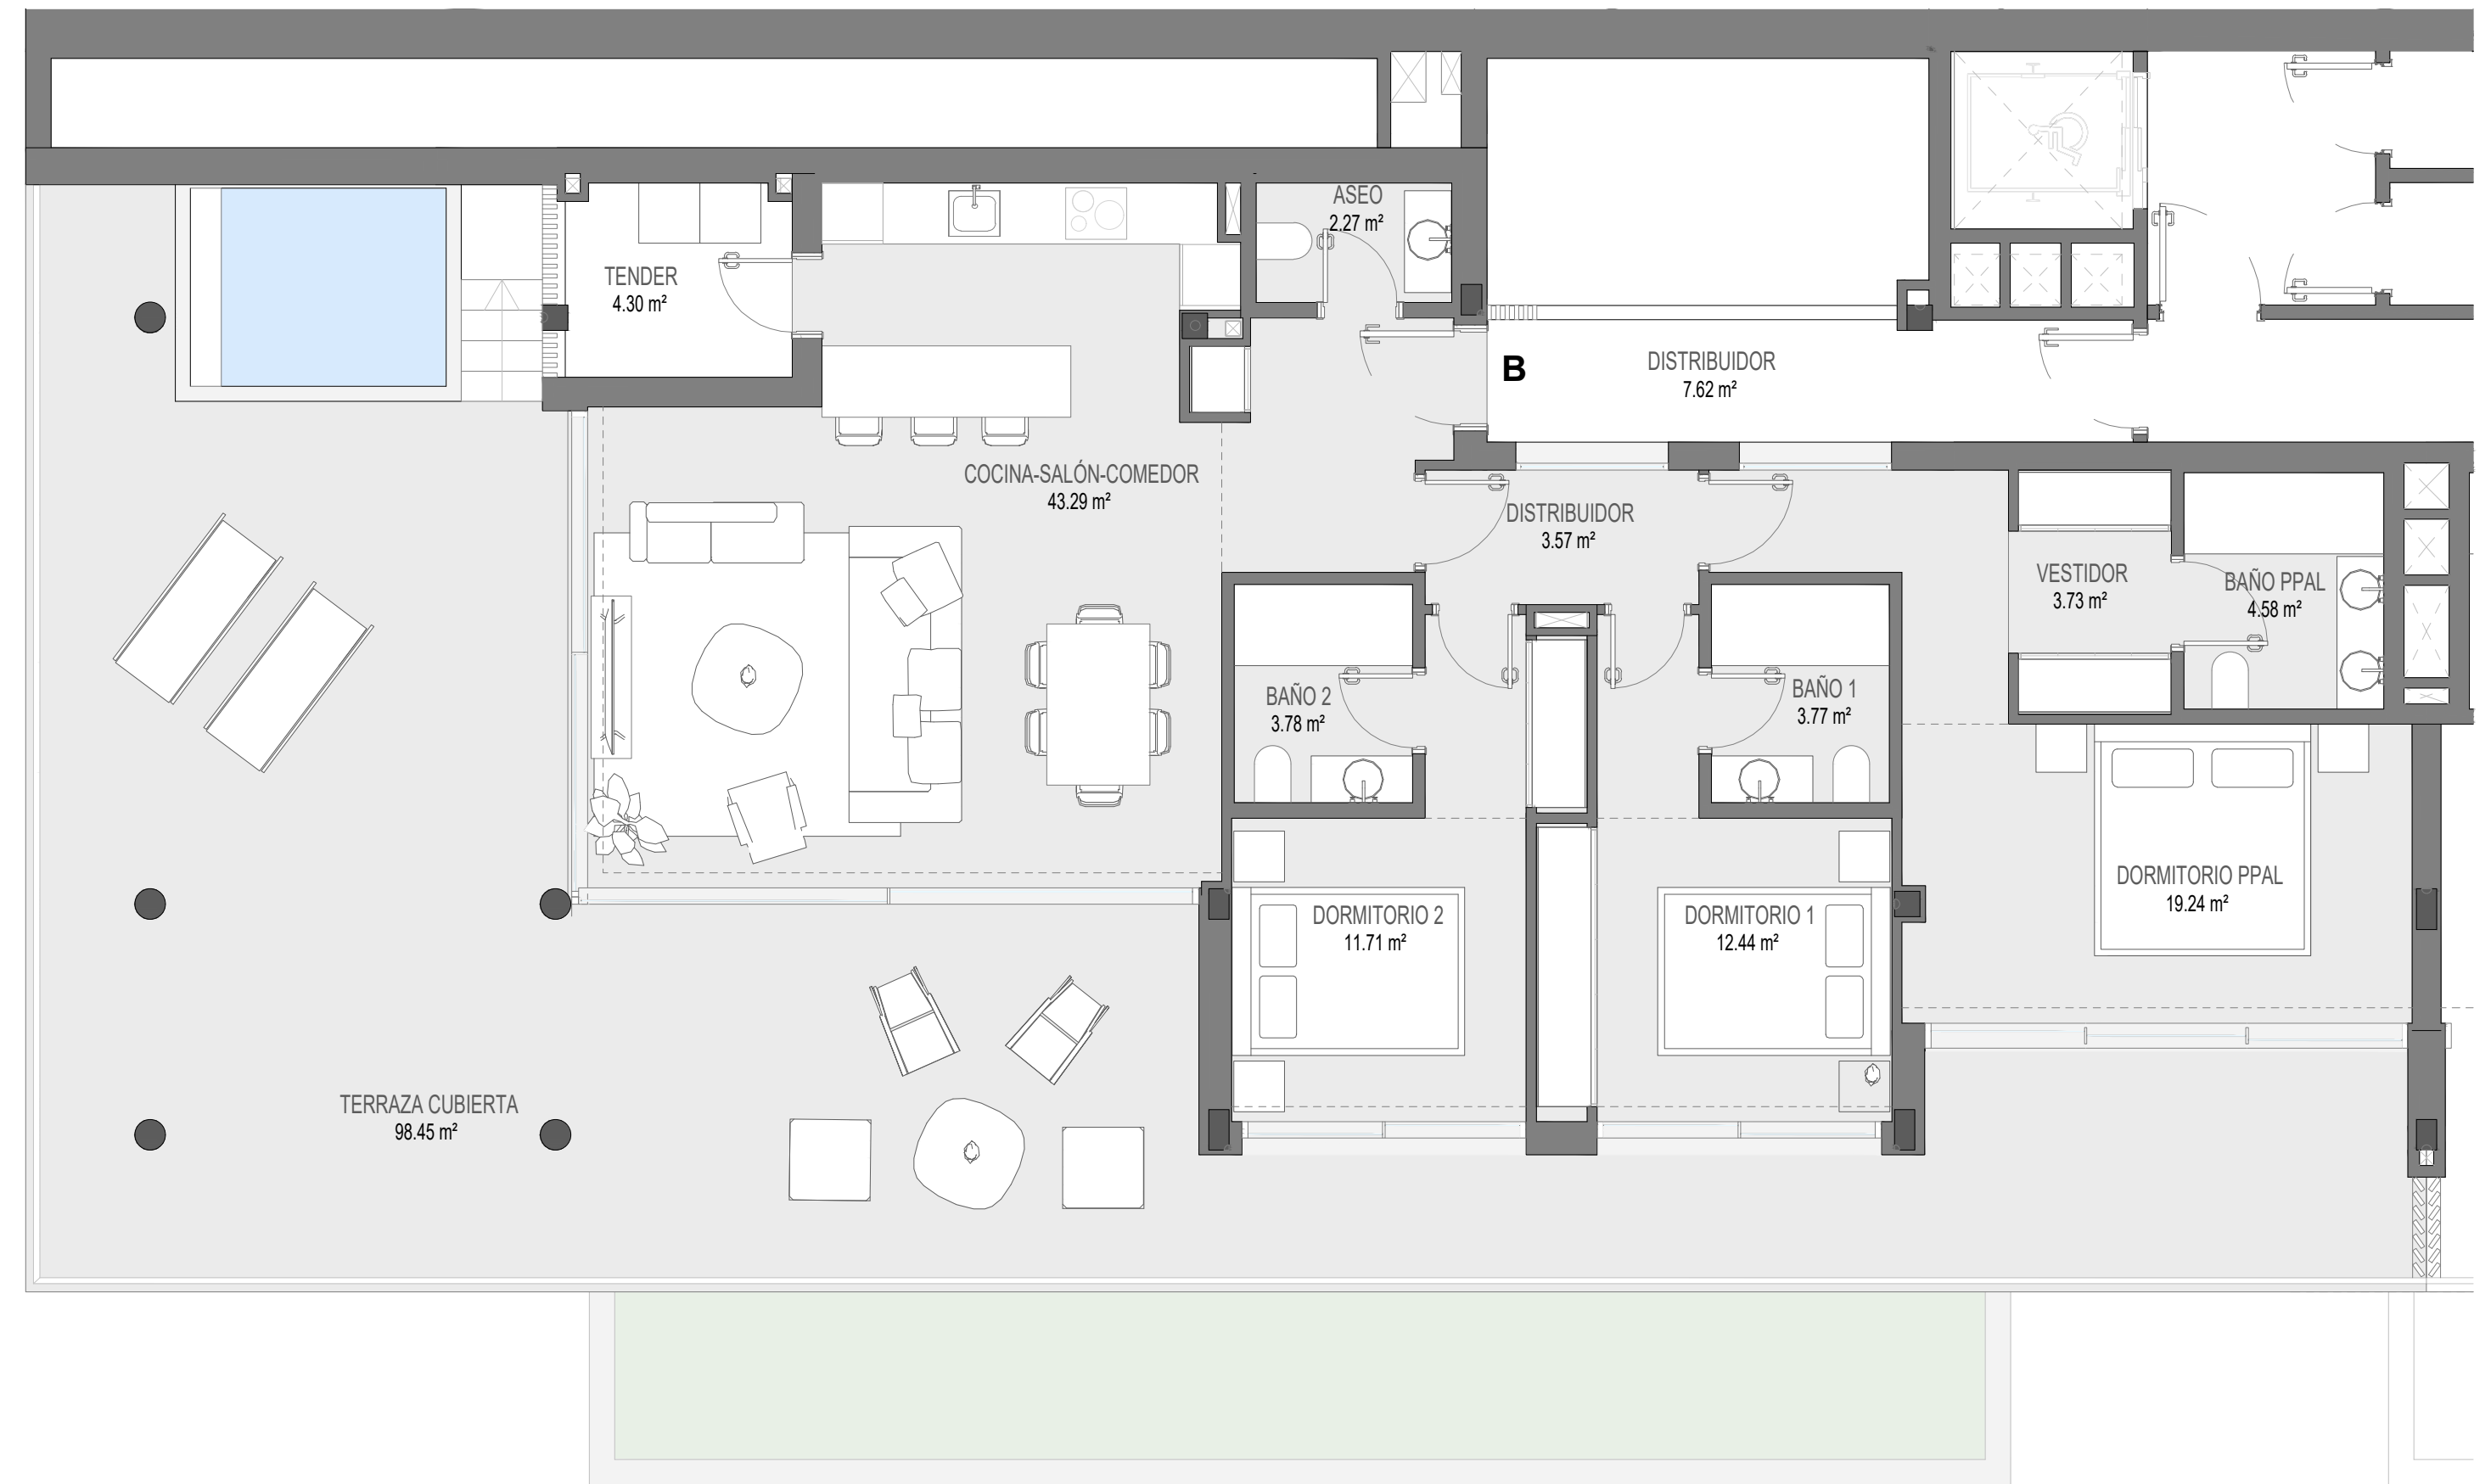 ASEO
2.27 m²
TENDER
4.30 m²
B
DISTRIBUIDOR
7.62 m²
COCINA-SALÓN-COMEDOR
43.29 m²
DISTRIBUIDOR
3.57 m²
VESTIDOR
3.73 m²
BAÑO PPAL
4.58 m²
BAÑO 2
3.78 m²
BAÑO 1
3.77 m²
DORMITORIO PPAL
19.24 m²
DORMITORIO 2
11.71 m²
DORMITORIO 1
12.44 m²
TERRAZA CUBIERTA
98.45 m²